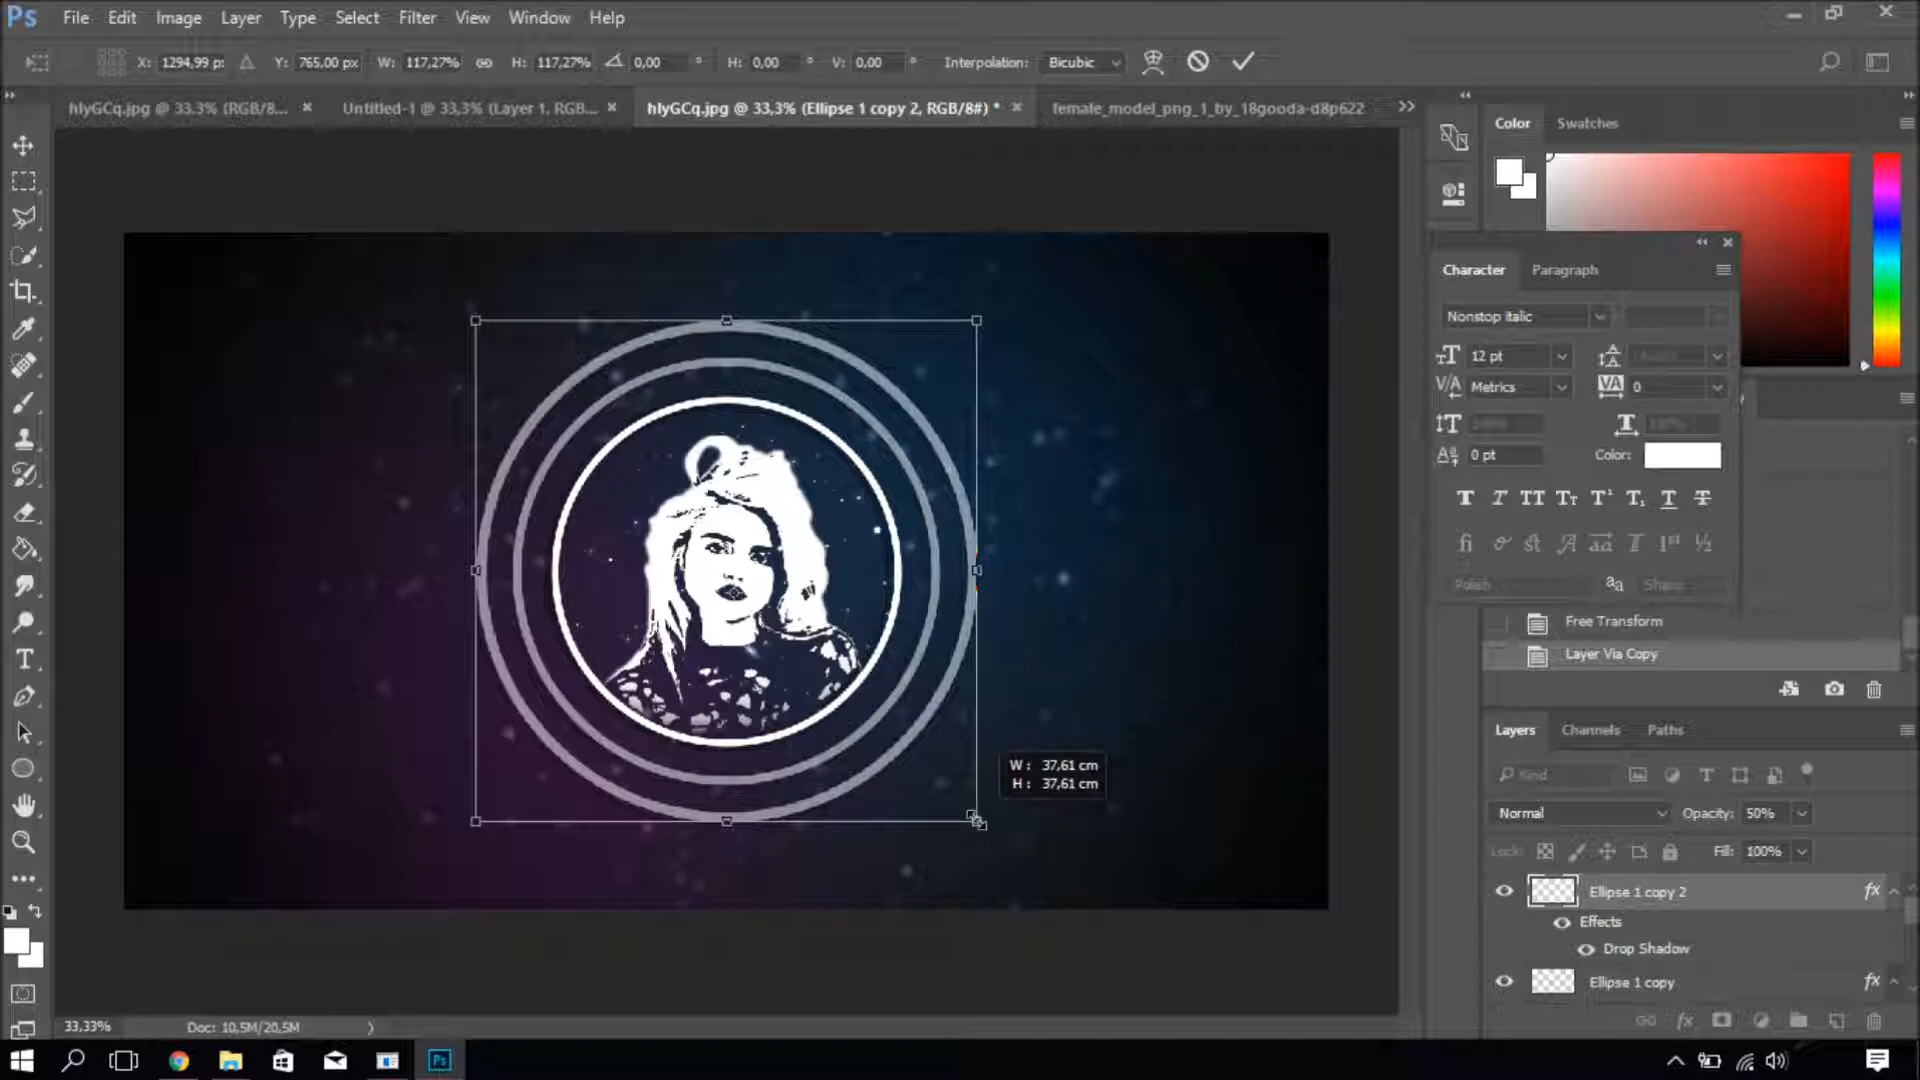 Ps File Edit Image Layer Type Select Filter View Window Help
X: 1294,99 p: Y: 765,00 px W: 117,27% H: 117,27% 0,00 ° H: 0,00 ° V: 0,00 ° Interpolation: Bicubic
hlyGCq.jpg @ 33.3% (RGB/8... × Untitled-1 @ 33,3% (Layer 1, RGB... × hlyGCq.jpg @ 33,3% (Ellipse 1 copy 2, RGB/8#) * × female_model_png_1_by_18gooda-d8p622
Color Swatches
Character Paragraph
Nonstop italic
12 pt
Metrics 0
0 pt Color:
Polish
Free Transform
Layer Via Copy
Layers Channels Paths
Kind
Normal Opacity: 50%
Lock: Fill: 100%
Ellipse 1 copy 2 fx
Effects
Drop Shadow
Ellipse 1 copy fx
W: 37,61 cm
H: 37,61 cm
33,33% Doc: 10,5M/20,5M
Ps